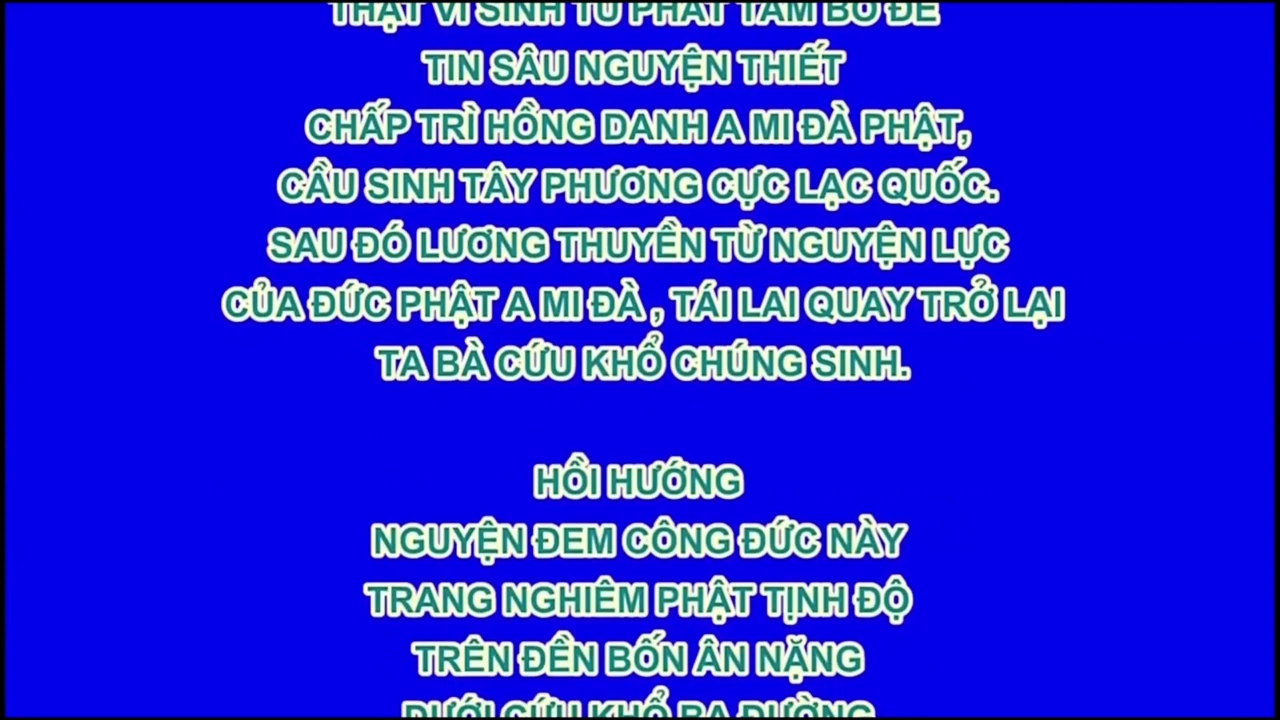 THẬT VÌ SINH TỬ PHÁT TÂM BỒ ĐỀ
TIN SÂU NGUYỆN THIẾT
CHẤP TRÌ HỒNG DANH A MI ĐÀ PHẬT,
CẦU SINH TÂY PHƯƠNG CỰC LẠC QUỐC.
SAU ĐÓ LƯƠNG THUYỀN TỪ NGUYỆN LỰC
CỦA ĐỨC PHẬT A MI ĐÀ , TÁI LAI QUAY TRỞ LẠI
TA BÀ CỨU KHỔ CHÚNG SINH.
HỒI HƯỚNG
NGUYỆN ĐEM CÔNG ĐỨC NÀY
TRANG NGHIÊM PHẬT TỊNH ĐỘ
TRÊN ĐỀN BỐN ÂN NẶNG
DƯỚI CỨU KHỔ BA ĐƯỜNG